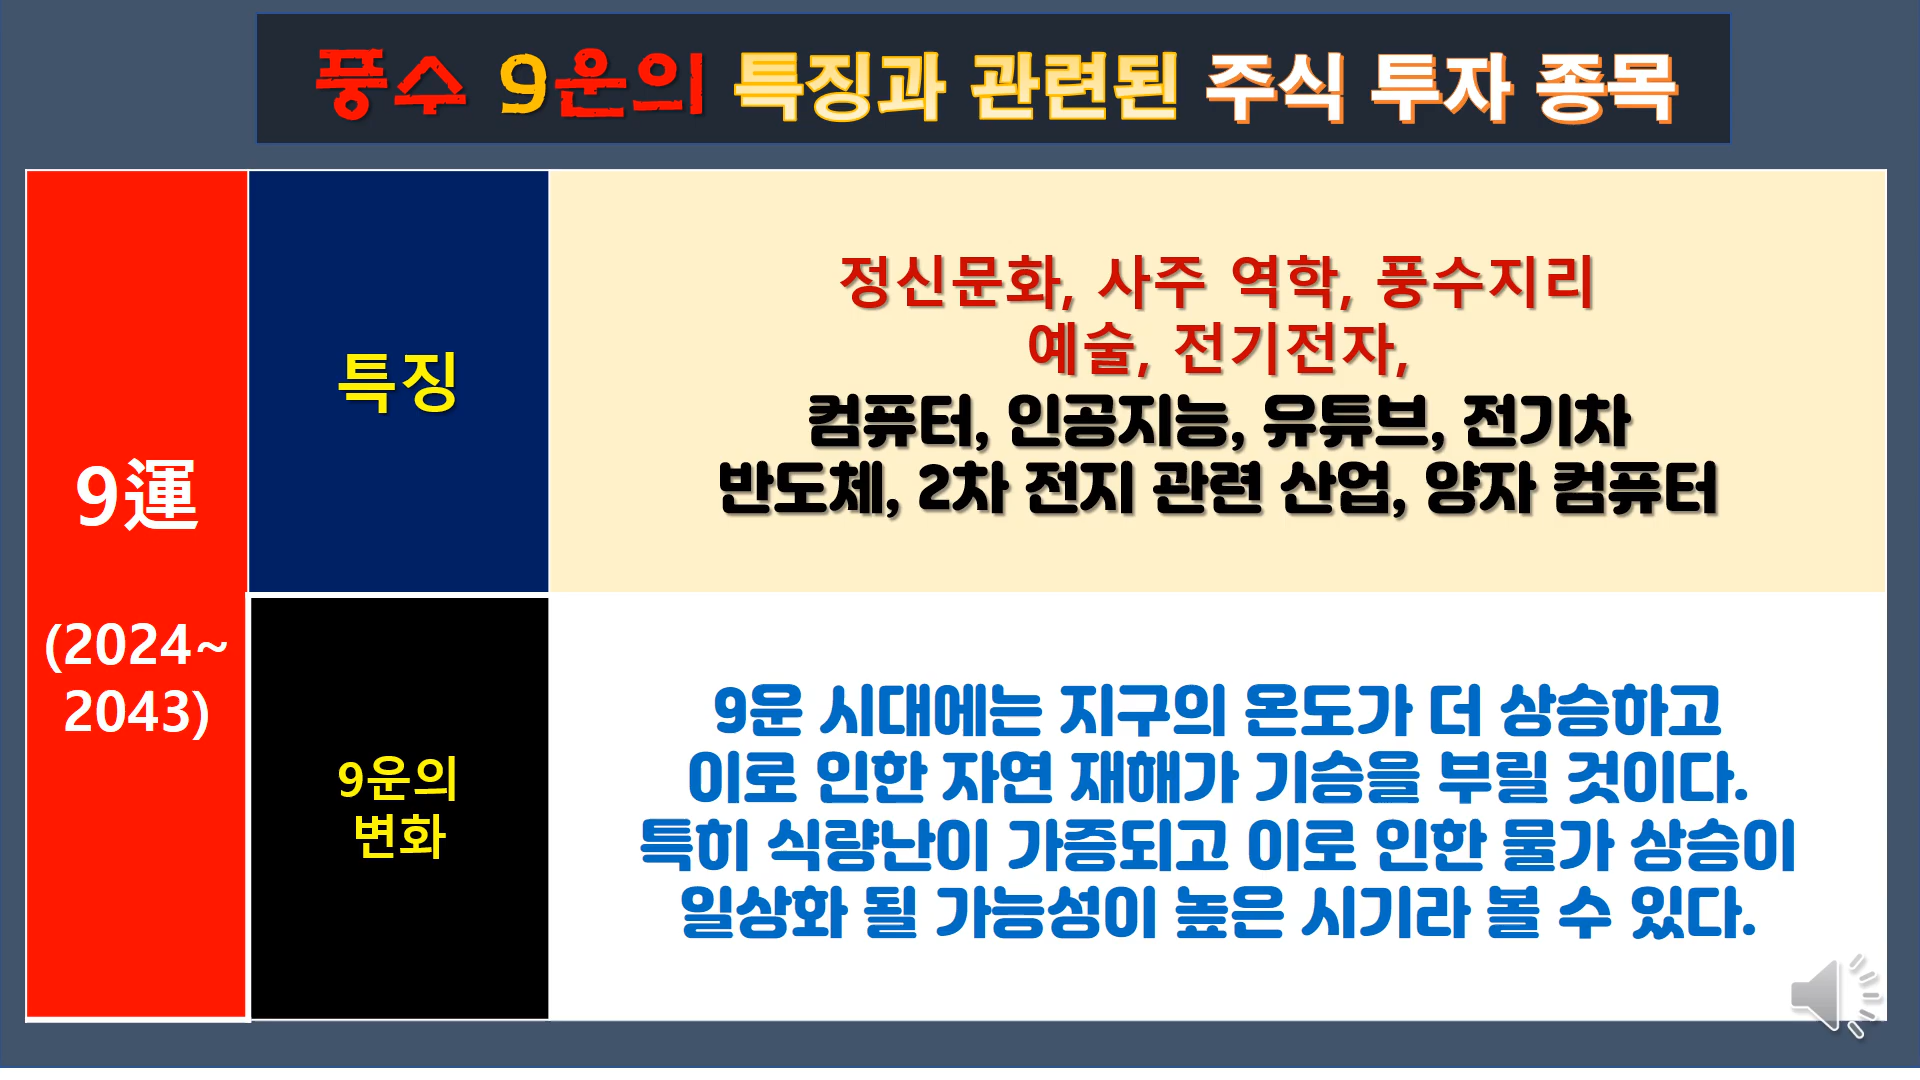 풍수 9운의 특징과 관련된 주식 투자 종목
9運
(2024~
2043)
특징
정신문화, 사주 역학, 풍수지리
예술, 전기전자,
컴퓨터, 인공지능, 유튜브, 전기차
반도체, 2차 전지 관련 산업, 양자 컴퓨터
9운의
변화
9운 시대에는 지구의 온도가 더 상승하고
이로 인한 자연 재해가 기승을 부릴 것이다.
특히 식량난이 가증되고 이로 인한 물가 상승이
일상화 될 가능성이 높은 시기라 볼 수 있다.